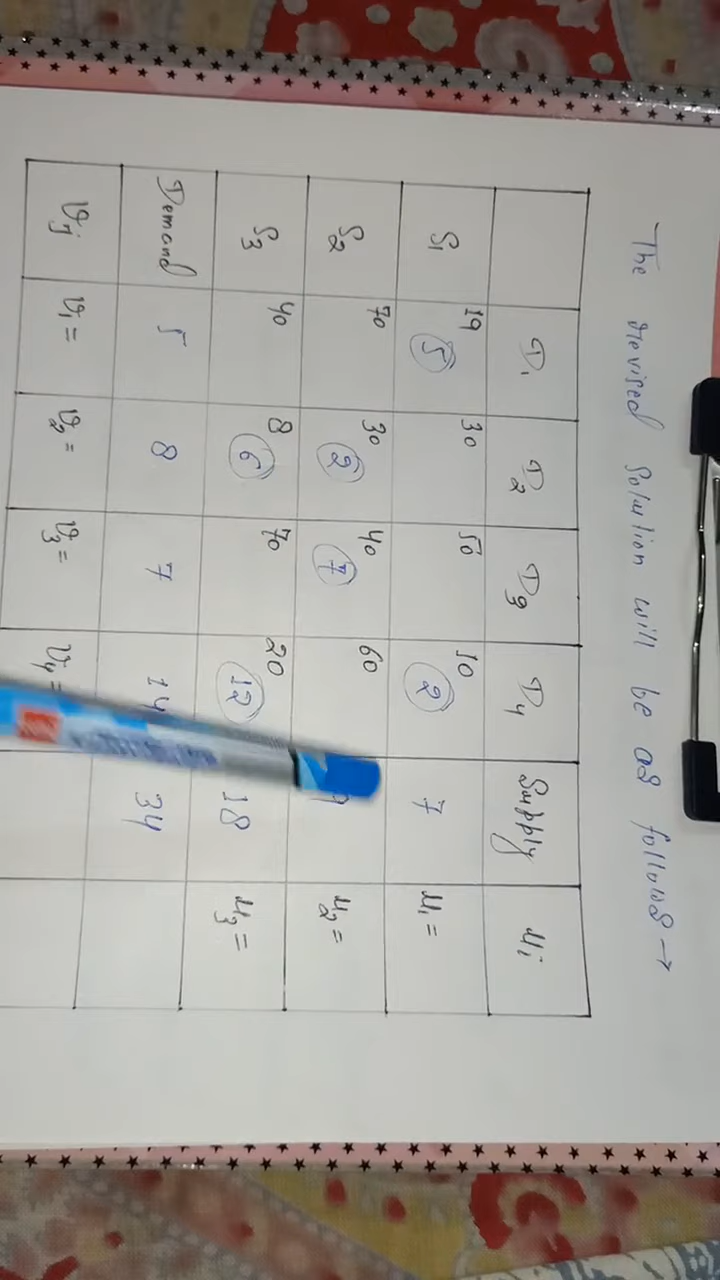 The revised solution will be as follows →
D1 D2 D3 D4 Supply ui
S1 19 5 30 50 10 2 7 u1 =
S2 70 30 2 40 7 60 u2 =
S3 40 8 6 70 20 12 18 u3 =
Demand 5 8 7 14 34
vj v1 = v2 = v3 = v4 =